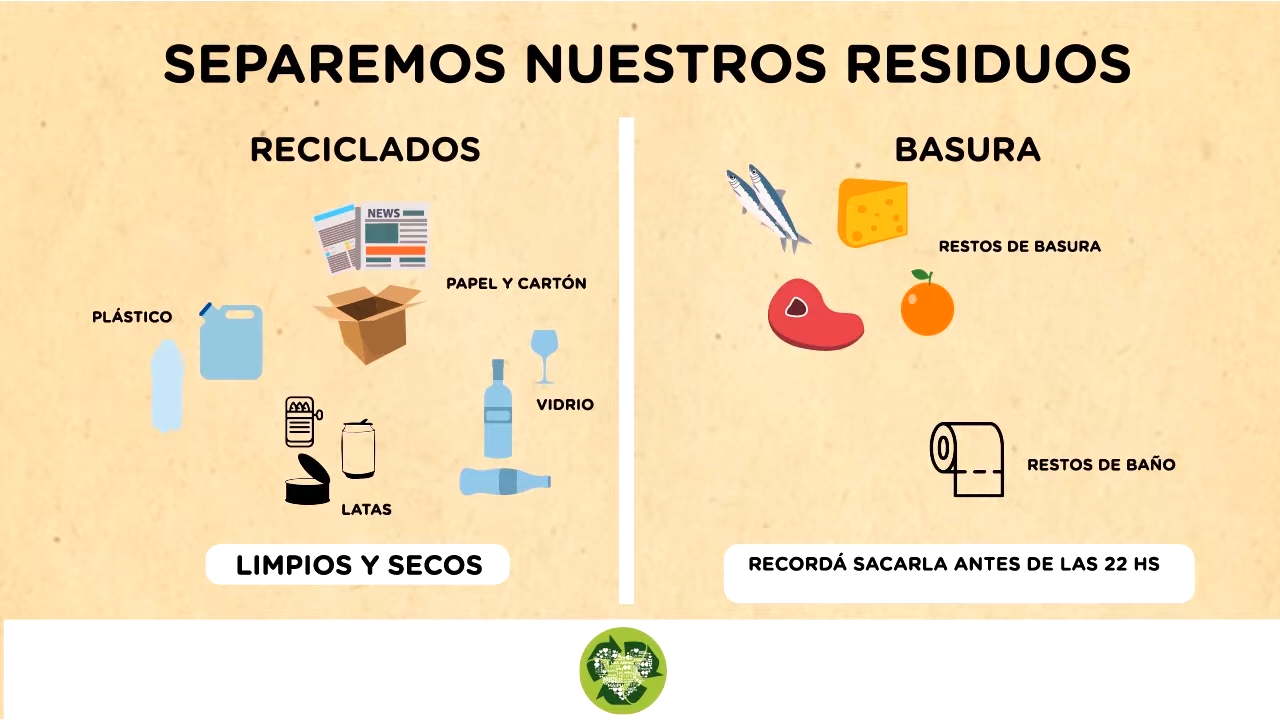 SEPAREMOS NUESTROS RESIDUOS
RECICLADOS
NEWS
PAPEL Y CARTÓN
PLÁSTICO
VIDRIO
LATAS
LIMPIOS Y SECOS
BASURA
RESTOS DE BASURA
RESTOS DE BAÑO
RECORDÁ SACARLA ANTES DE LAS 22 HS